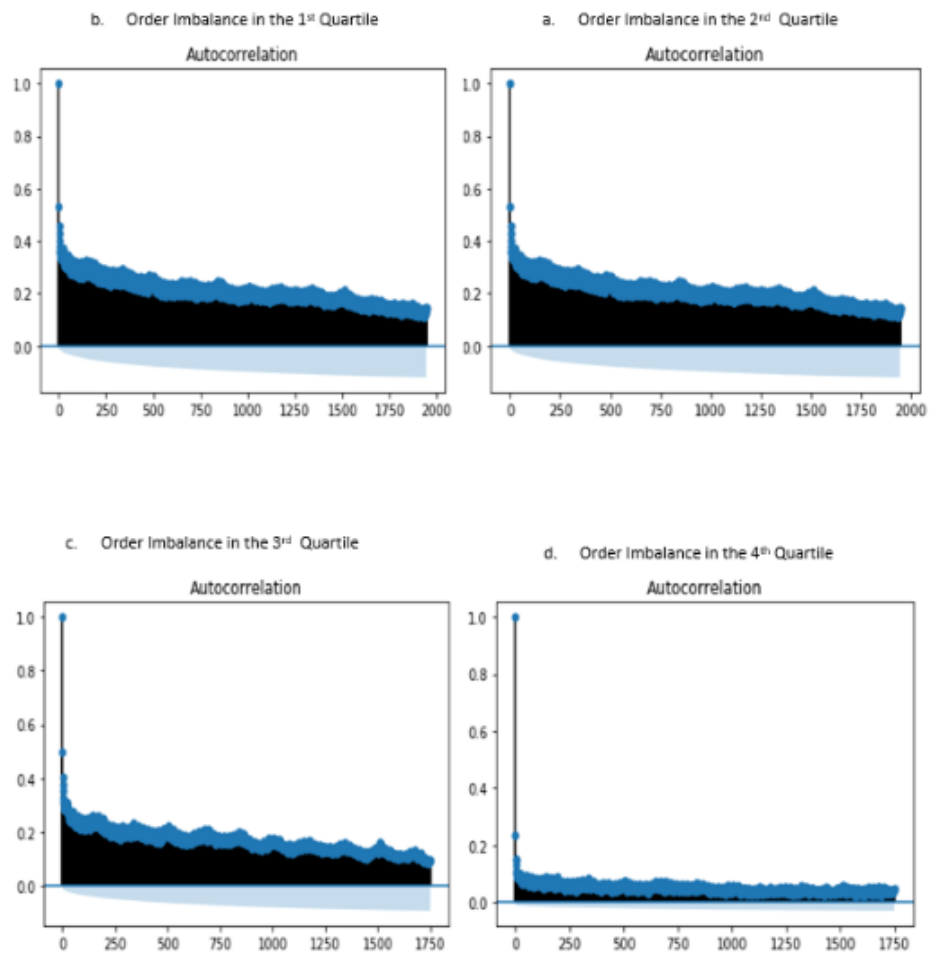 b. Order Imbalance in the 1st Quartile
Autocorrelation
1.0
0.8
0.6
0.4
0.2
0.0
0 250 500 750 1000 1250 1500 1750 2000
a. Order Imbalance in the 2nd Quartile
Autocorrelation
1.0
0.8
0.6
0.4
0.2
0.0
0 250 500 750 1000 1250 1500 1750 2000
c. Order Imbalance in the 3rd Quartile
Autocorrelation
1.0
0.8
0.6
0.4
0.2
0.0
0 250 500 750 1000 1250 1500 1750
d. Order Imbalance in the 4th Quartile
Autocorrelation
1.0
0.8
0.6
0.4
0.2
0.0
0 250 500 750 1000 1250 1500 1750